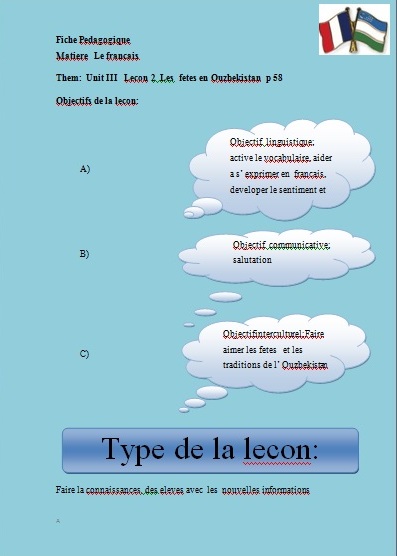 Fiche Pedagogique
Matiere Le francais
Them: Unit III Lecon 2 Les fetes en Ouzbekistan p 58
Objectifs de la lecon:
A)
Objectif linguistique:
active le vocabulaire, aider
a s' exprimer en francais,
developer le sentiment et
B)
Objectif communicative:
salutation
C)
Objectifinterculturel:Faire
aimer les fetes et les
traditions de l' Ouzbekistan
Type de la lecon:
Faire la connaissances, des eleves avec les nouvelles informations
A